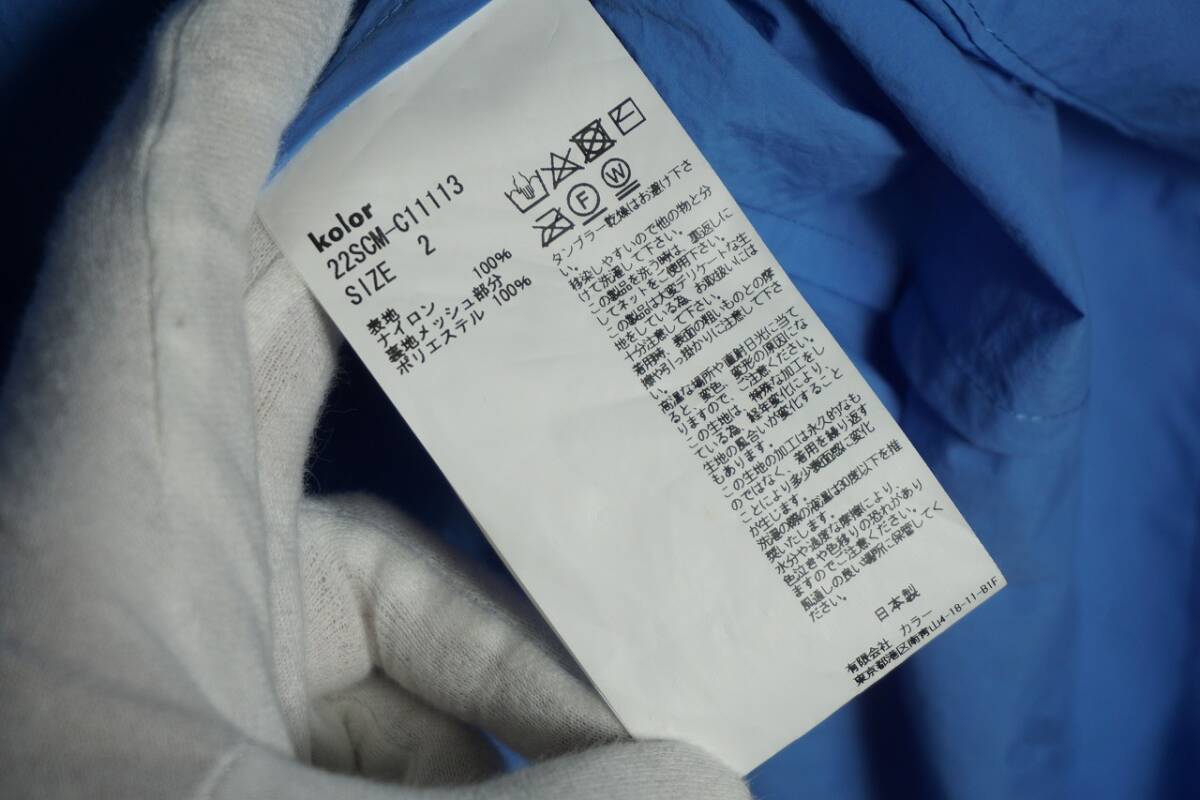 kolor
22SCM-C11113
SIZE 2
表地
ナイロン 100%
裏地メッシュ部分
ポリエステル 100%
F
W
タンブラー乾燥はお避け下さ
い。
移染しやすいので他の物と分
けて洗濯して下さい。
この製品を洗う時は、裏返しに
してネットをご使用下さい。
この製品は大変デリケートな生
地をしている為、お取扱いには
十分注意して下さい。
着用時、表面の粗いものとの摩
擦や引っ掛かりに注意して下さ
い。
高温な場所や直射日光に当て
ると、変色、変形の原因にな
りますので、ご注意ください。
この生地は、特殊な加工をし
ている為、経年変化により、
生地の風合いが変化すること
もあります。
この生地の加工は永久的なも
のではなく、着用を繰り返す
ことにより多少表面感に変化
が生じます。
洗濯の際の液温は30度以下を推
奨いたします。
水分や過度な摩擦により、
色泣きや色移りの恐れがあり
ますのでご注意ください。
風通しの良い場所に保管してく
ださい。
日本製
有限会社 カラー
東京都港区南青山4-18-11-B1F